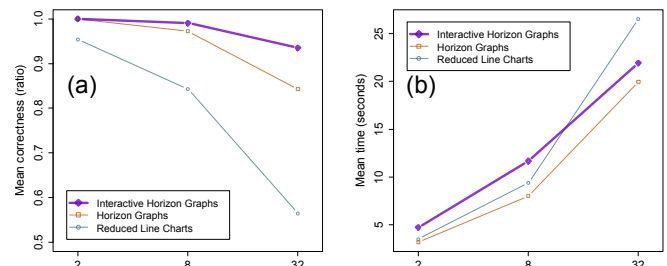 Mean correctness (ratio)
1.0
0.9
0.8
0.7
0.6
0.5
(a)
Interactive Horizon Graphs
Horizon Graphs
Reduced Line Charts
2 8 32
Mean time (seconds)
25
20
15
10
5
Interactive Horizon Graphs
Horizon Graphs
Reduced Line Charts
(b)
2 8 32